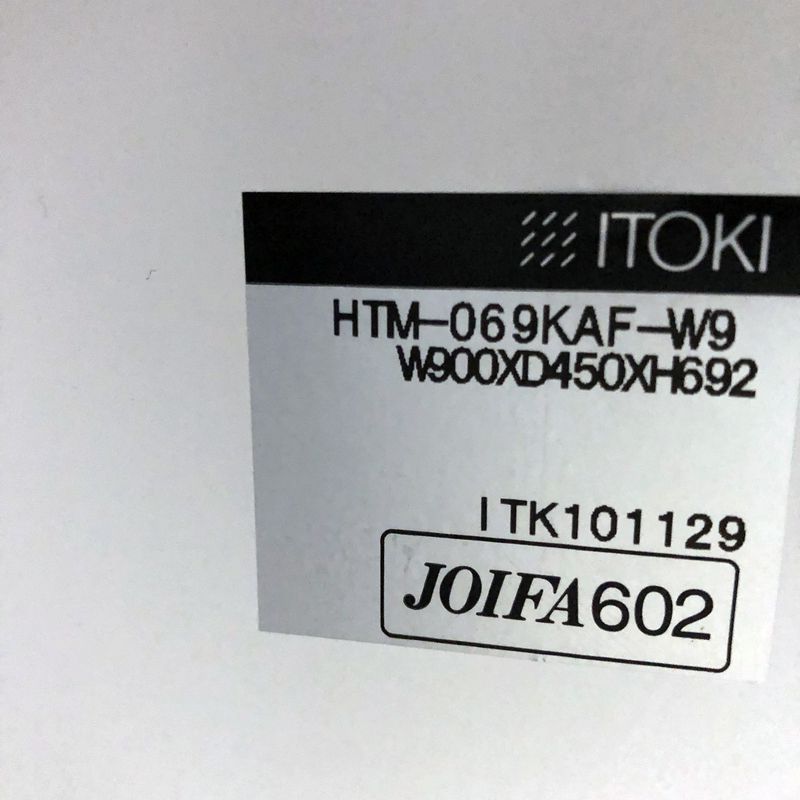 ITOKI
HTM-069KAF-W9
W900XD450XH692
ITK101129
JOIFA602